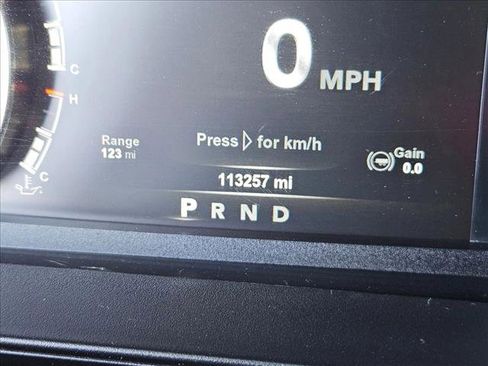 0 MPH
C
H
Range
123 mi
Press ▷ for km/h
Gain
0.0
C
113257 mi
P R N D